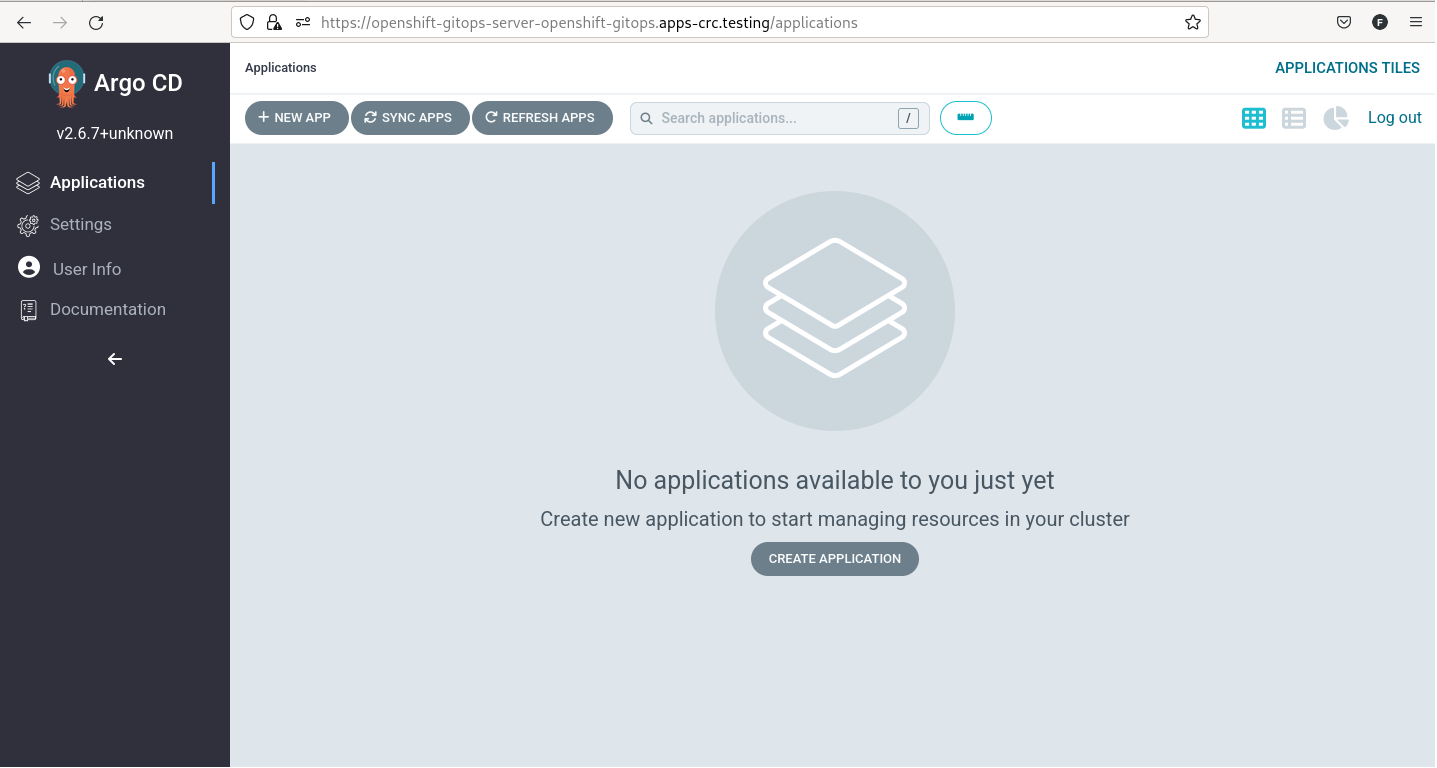 https://openshift-gitops-server-openshift-gitops.apps-crc.testing/applications
F
Argo CD
v2.6.7+unknown
Applications
Settings
User Info
Documentation
Applications
APPLICATIONS TILES
+ NEW APP
SYNC APPS
REFRESH APPS
Search applications...
/
Log out
No applications available to you just yet
Create new application to start managing resources in your cluster
CREATE APPLICATION